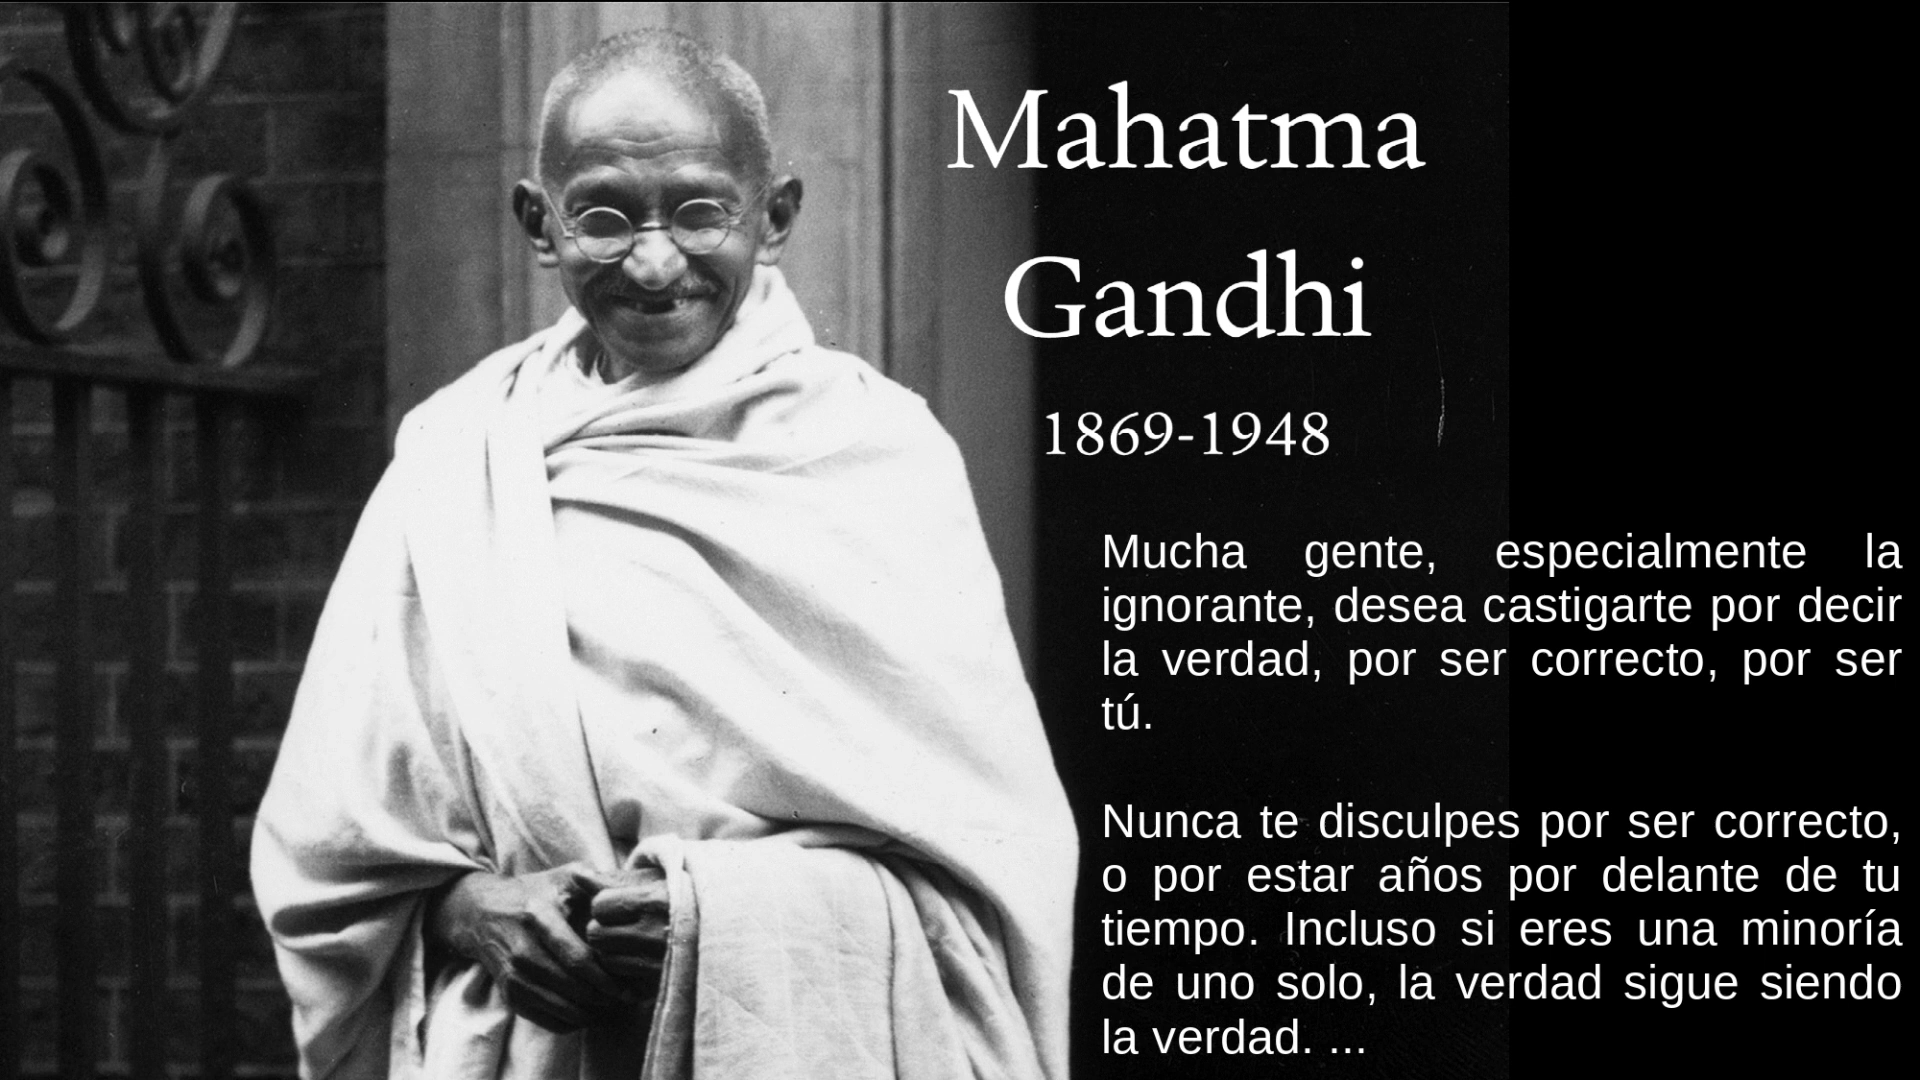 Mahatma
Gandhi
1869-1948
Mucha gente, especialmente la
ignorante, desea castigarte por decir
la verdad, por ser correcto, por ser
tú.
Nunca te disculpes por ser correcto,
o por estar años por delante de tu
tiempo. Incluso si eres una minoría
de uno solo, la verdad sigue siendo
la verdad. ...